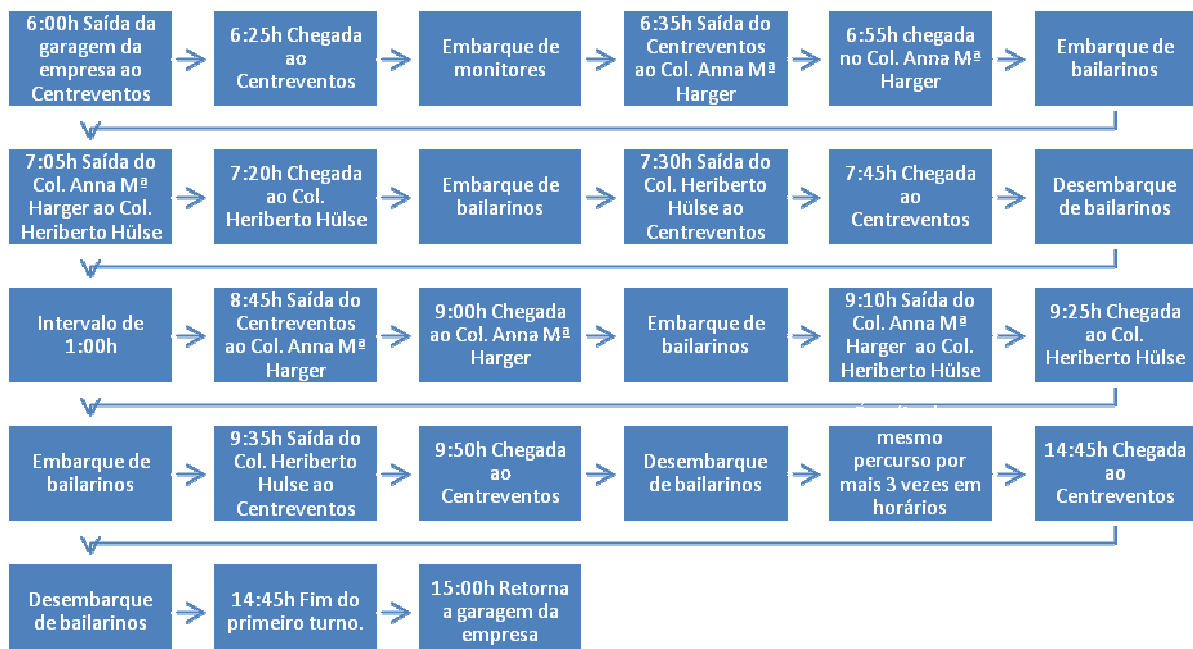 6:00h Saída da
garagem da
empresa ao
Centreventos
6:25h Chegada
ao
Centreventos
Embarque de
monitores
6:35h Saída do
Centreventos
ao Col. Anna Mª
Harger
6:55h chegada
no Col. Anna Mª
Harger
Embarque de
bailarinos
7:05h Saída do
Col. Anna Mª
Harger ao Col.
Heriberto Hülse
7:20h Chegada
ao Col.
Heriberto Hülse
Embarque de
bailarinos
7:30h Saída do
Col. Heriberto
Hülse ao
Centreventos
7:45h Chegada
ao
Centreventos
Desembarque
de bailarinos
Intervalo de
1:00h
8:45h Saída do
Centreventos
ao Col. Anna Mª
Harger
9:00h Chegada
ao Col. Anna Mª
Harger
Embarque de
bailarinos
9:10h Saída do
Col. Anna Mª
Harger ao Col.
Heriberto Hülse
9:25h Chegada
ao Col.
Heriberto Hülse
Embarque de
bailarinos
9:35h Saída do
Col. Heriberto
Hulse ao
Centreventos
9:50h Chegada
ao
Centreventos
Desembarque
de bailarinos
mesmo
percurso por
mais 3 vezes em
horários
14:45h Chegada
ao
Centreventos
Desembarque
de bailarinos
14:45h Fim do
primeiro turno.
15:00h Retorna
a garagem da
empresa